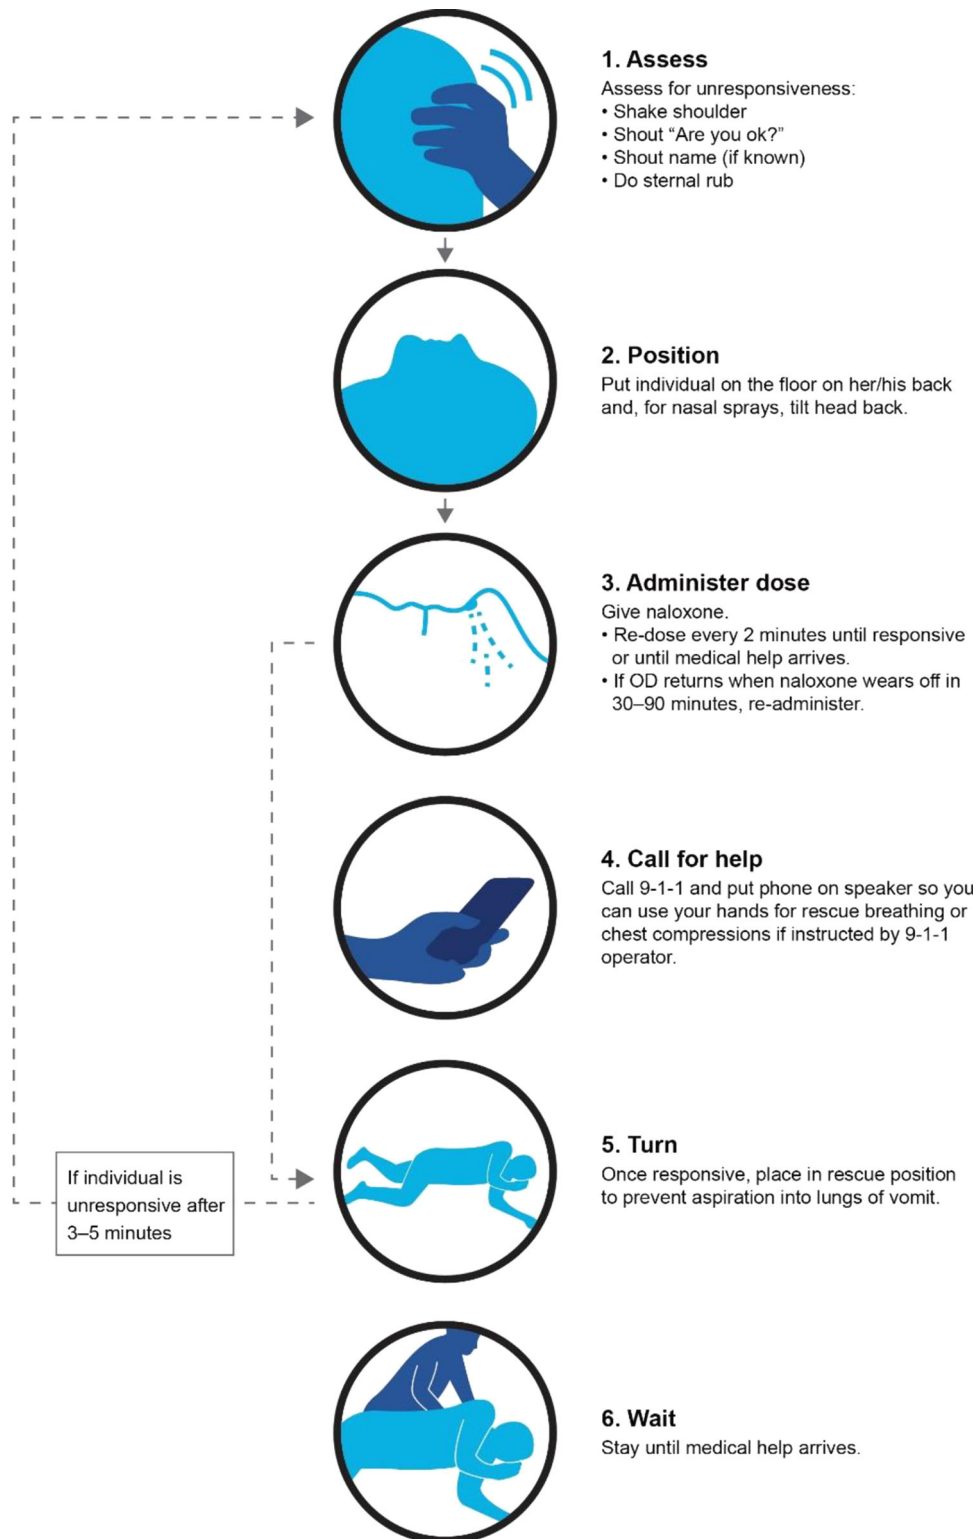 1. Assess
Assess for unresponsiveness:
• Shake shoulder
• Shout “Are you ok?”
• Shout name (if known)
• Do sternal rub
2. Position
Put individual on the floor on her/his back
and, for nasal sprays, tilt head back.
3. Administer dose
Give naloxone.
• Re-dose every 2 minutes until responsive
or until medical help arrives.
• If OD returns when naloxone wears off in
30–90 minutes, re-administer.
4. Call for help
Call 9-1-1 and put phone on speaker so you
can use your hands for rescue breathing or
chest compressions if instructed by 9-1-1
operator.
If individual is
unresponsive after
3–5 minutes
5. Turn
Once responsive, place in rescue position
to prevent aspiration into lungs of vomit.
6. Wait
Stay until medical help arrives.